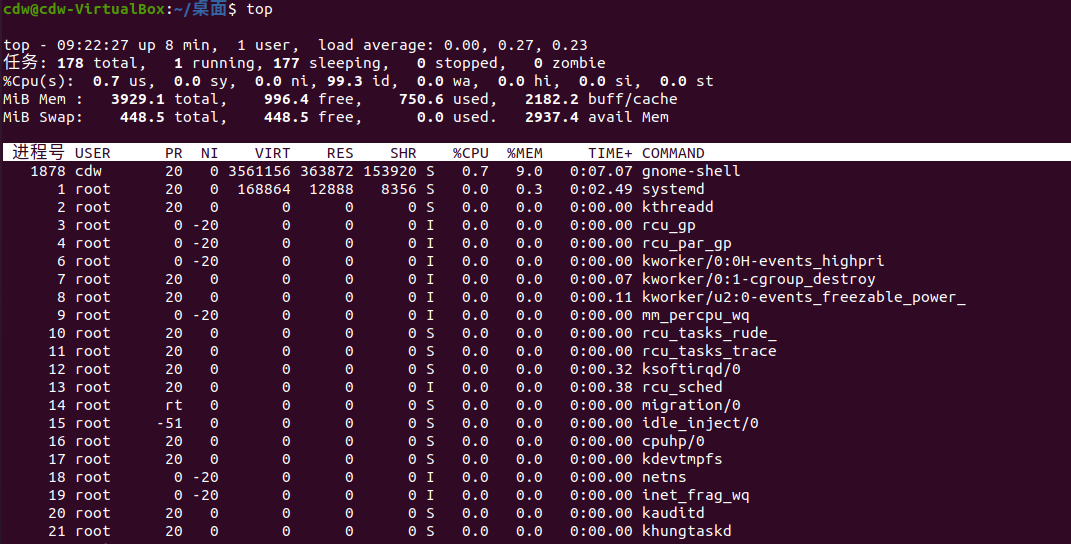 cdw@cdw-VirtualBox:~/桌面$ top
top - 09:22:27 up 8 min,  1 user,  load average: 0.00, 0.27, 0.23
任务: 178 total,   1 running, 177 sleeping,   0 stopped,   0 zombie
%Cpu(s):  0.7 us,  0.0 sy,  0.0 ni, 99.3 id,  0.0 wa,  0.0 hi,  0.0 si,  0.0 st
MiB Mem :   3929.1 total,    996.4 free,    750.6 used,   2182.2 buff/cache
MiB Swap:    448.5 total,    448.5 free,      0.0 used.   2937.4 avail Mem
进程号 USER      PR  NI    VIRT    RES    SHR    %CPU  %MEM     TIME+ COMMAND
1878 cdw       20   0 3561156 363872 153920 S   0.7   9.0   0:07.07 gnome-shell
1 root      20   0  168864  12888   8356 S   0.0   0.3   0:02.49 systemd
2 root      20   0       0      0      0 S   0.0   0.0   0:00.00 kthreadd
3 root       0 -20       0      0      0 I   0.0   0.0   0:00.00 rcu_gp
4 root       0 -20       0      0      0 I   0.0   0.0   0:00.00 rcu_par_gp
6 root       0 -20       0      0      0 I   0.0   0.0   0:00.00 kworker/0:0H-events_highpri
7 root      20   0       0      0      0 I   0.0   0.0   0:00.07 kworker/0:1-cgroup_destroy
8 root      20   0       0      0      0 I   0.0   0.0   0:00.11 kworker/u2:0-events_freezable_power_
9 root       0 -20       0      0      0 I   0.0   0.0   0:00.00 mm_percpu_wq
10 root      20   0       0      0      0 S   0.0   0.0   0:00.00 rcu_tasks_rude_
11 root      20   0       0      0      0 S   0.0   0.0   0:00.00 rcu_tasks_trace
12 root      20   0       0      0      0 S   0.0   0.0   0:00.32 ksoftirqd/0
13 root      20   0       0      0      0 I   0.0   0.0   0:00.38 rcu_sched
14 root      rt   0       0      0      0 S   0.0   0.0   0:00.00 migration/0
15 root     -51   0       0      0      0 S   0.0   0.0   0:00.00 idle_inject/0
16 root      20   0       0      0      0 S   0.0   0.0   0:00.00 cpuhp/0
17 root      20   0       0      0      0 S   0.0   0.0   0:00.00 kdevtmpfs
18 root       0 -20       0      0      0 I   0.0   0.0   0:00.00 netns
19 root       0 -20       0      0      0 I   0.0   0.0   0:00.00 inet_frag_wq
20 root      20   0       0      0      0 S   0.0   0.0   0:00.00 kauditd
21 root      20   0       0      0      0 S   0.0   0.0   0:00.00 khungtaskd